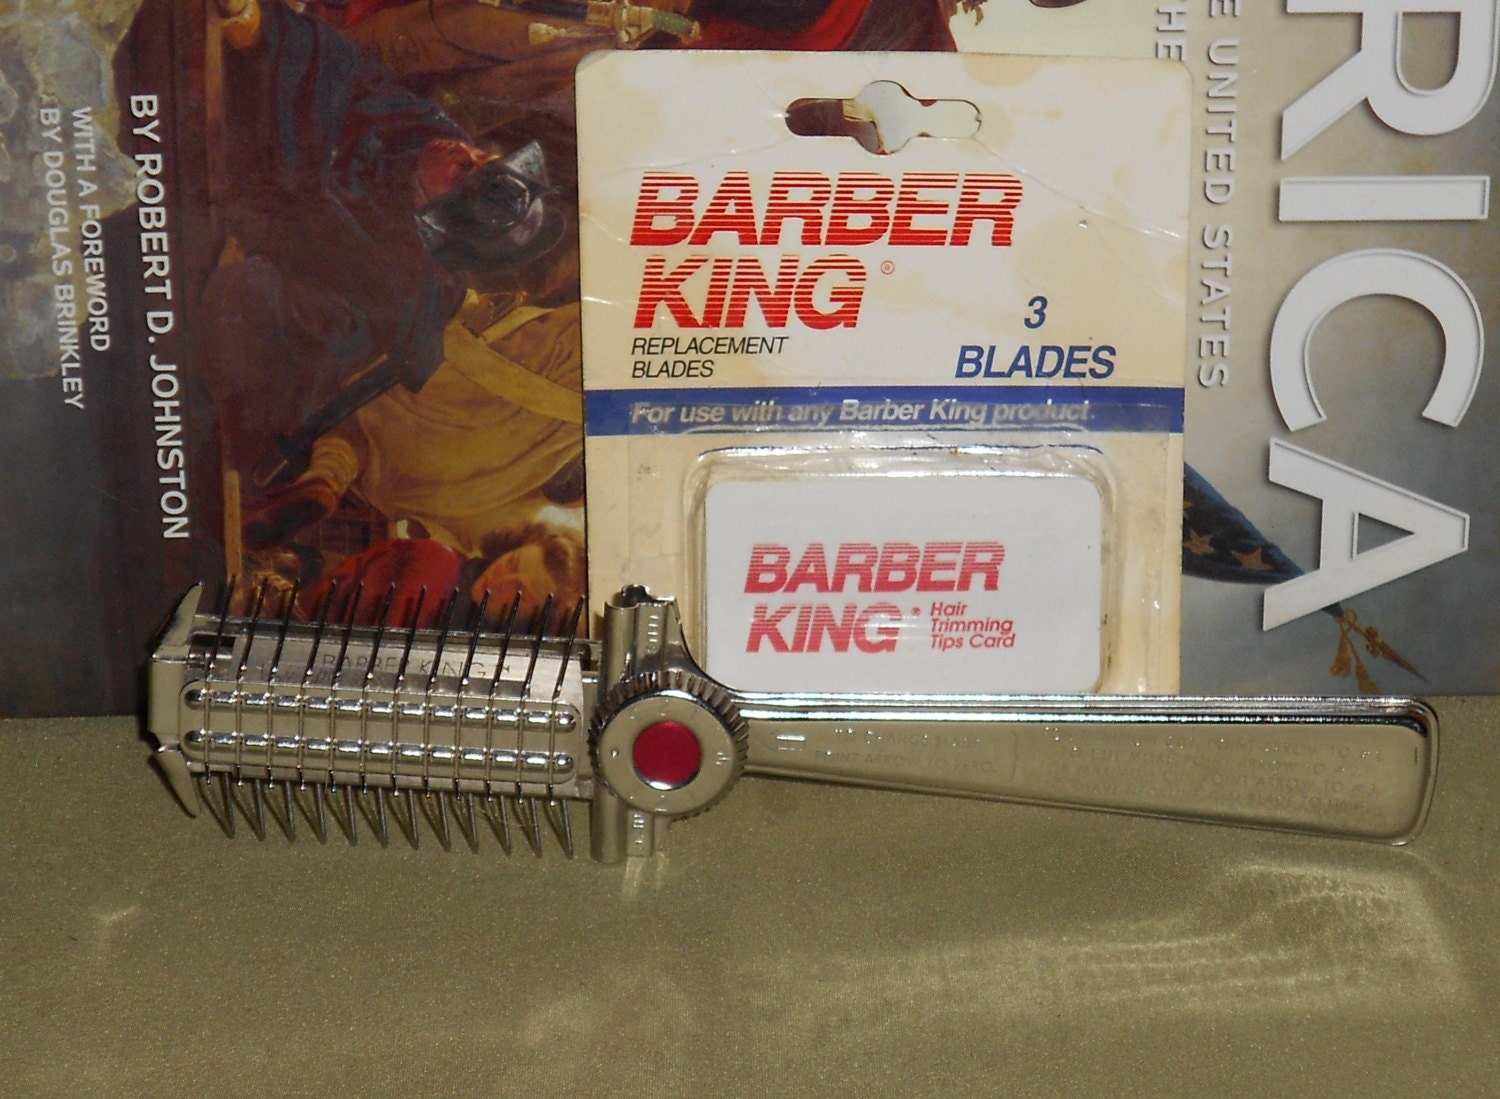 RICA
E UNITED STATES
THE
BY ROBERT D. JOHNSTON
WITH A FOREWORD
BY DOUGLAS BRINKLEY
BARBER
KING®
REPLACEMENT
BLADES
3
BLADES
For use with any Barber King product.
BARBER
KING®
Hair
Trimming
Tips Card
BARBER KING